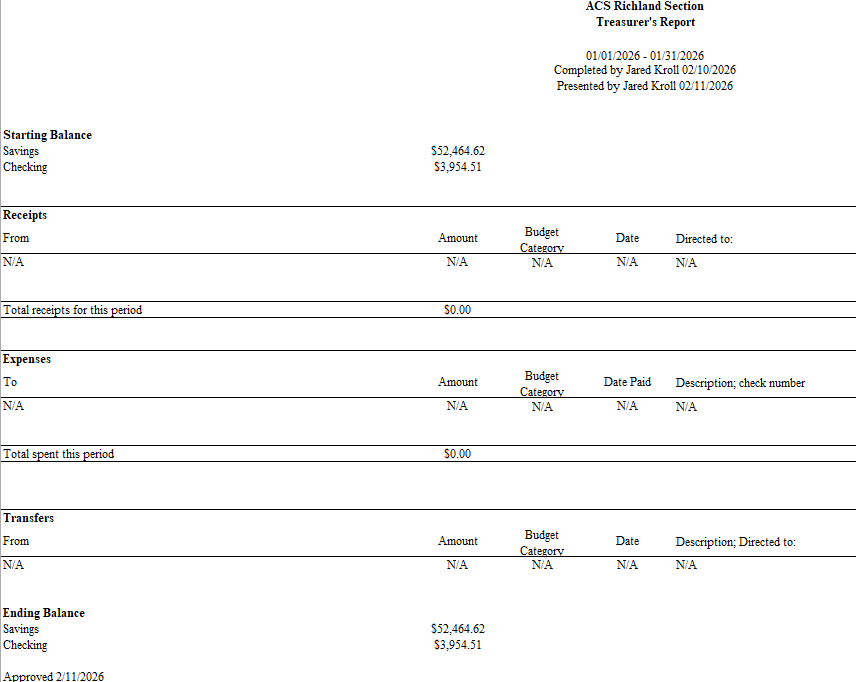 ACS Richland Section
Treasurer's Report
01/01/2026 - 01/31/2026
Completed by Jared Kroll 02/10/2026
Presented by Jared Kroll 02/11/2026
Starting Balance
Savings $52,464.62
Checking $3,954.51
Receipts
From Amount Budget Category Date Directed to:
N/A N/A N/A N/A N/A
Total receipts for this period $0.00
Expenses
To Amount Budget Category Date Paid Description; check number
N/A N/A N/A N/A N/A
Total spent this period $0.00
Transfers
From Amount Budget Category Date Description; Directed to:
N/A N/A N/A N/A N/A
Ending Balance
Savings $52,464.62
Checking $3,954.51
Approved 2/11/2026